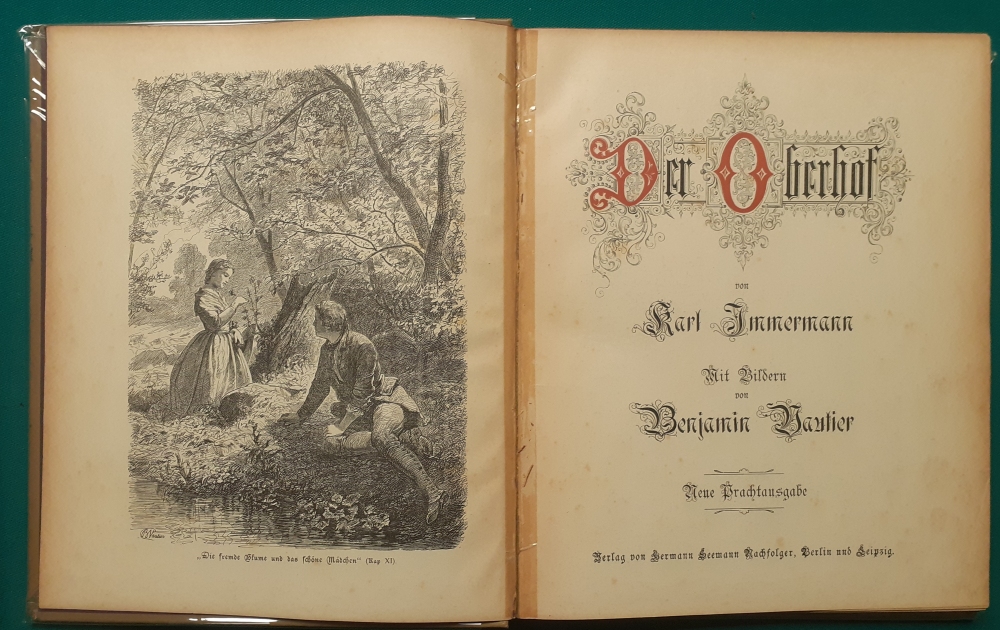 B Vautier
„Die fremde Blume und das schöne Mädchen“ (Kap XI)
Der Oberhof
von
Karl Immermann
Mit Bildern
von
Benjamin Vautier
Neue Prachtausgabe
Verlag von Hermann Seemann Nachfolger, Berlin und Leipzig.